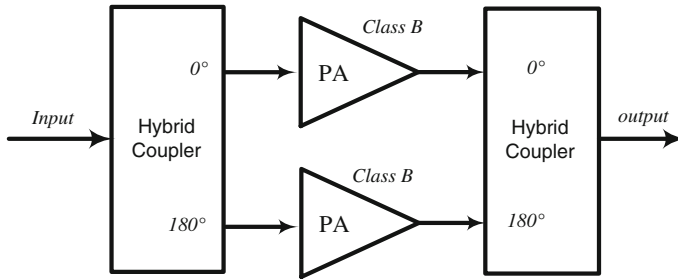 Class B
0°
PA
0°
Input
Hybrid
Coupler
Hybrid
Coupler
output
Class B
180°
PA
180°